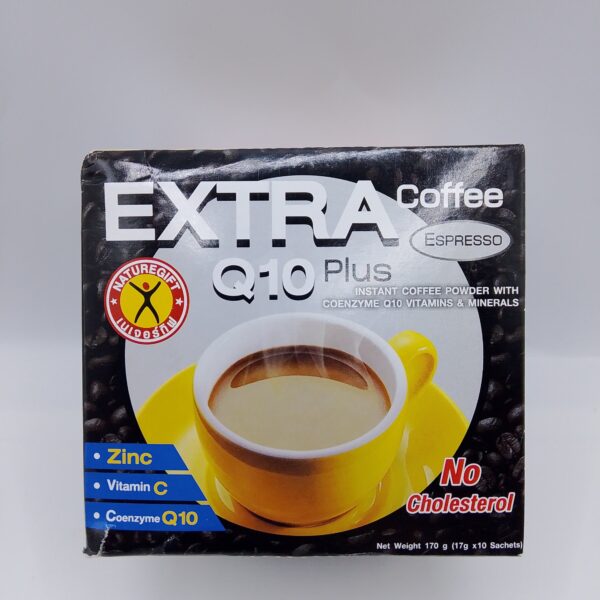 EXTRA Coffee
ESPRESSO
Q10 Plus
INSTANT COFFEE POWDER WITH
COENZYME Q10 VITAMINS & MINERALS
NATUREGIFT
เนเจอร์กิฟ
• Zinc
• Vitamin C
• Coenzyme Q10
No
Cholesterol
Net Weight 170 g (17g x10 Sachets)